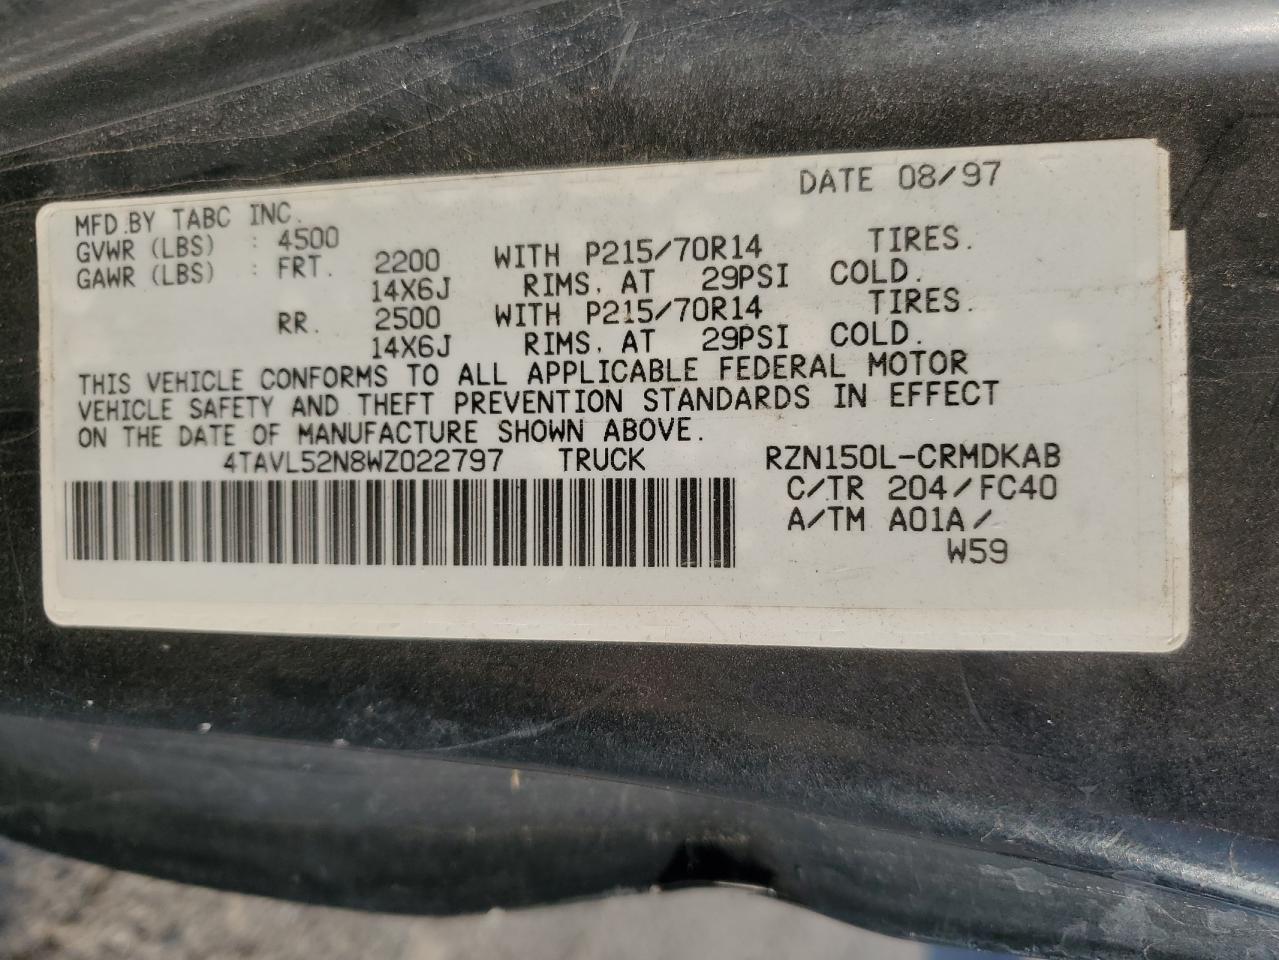 DATE 08/97
MFD.BY TABC INC.
GVWR (LBS) : 4500
GAWR (LBS) : FRT. 2200 WITH P215/70R14 TIRES.
14X6J RIMS. AT 29PSI COLD.
RR. 2500 WITH P215/70R14 TIRES.
14X6J RIMS. AT 29PSI COLD.
THIS VEHICLE CONFORMS TO ALL APPLICABLE FEDERAL MOTOR
VEHICLE SAFETY AND THEFT PREVENTION STANDARDS IN EFFECT
ON THE DATE OF MANUFACTURE SHOWN ABOVE.
4TAVL52N8WZ022797 TRUCK RZN150L-CRMDKAB
C/TR 204/FC40
A/TM A01A/
W59